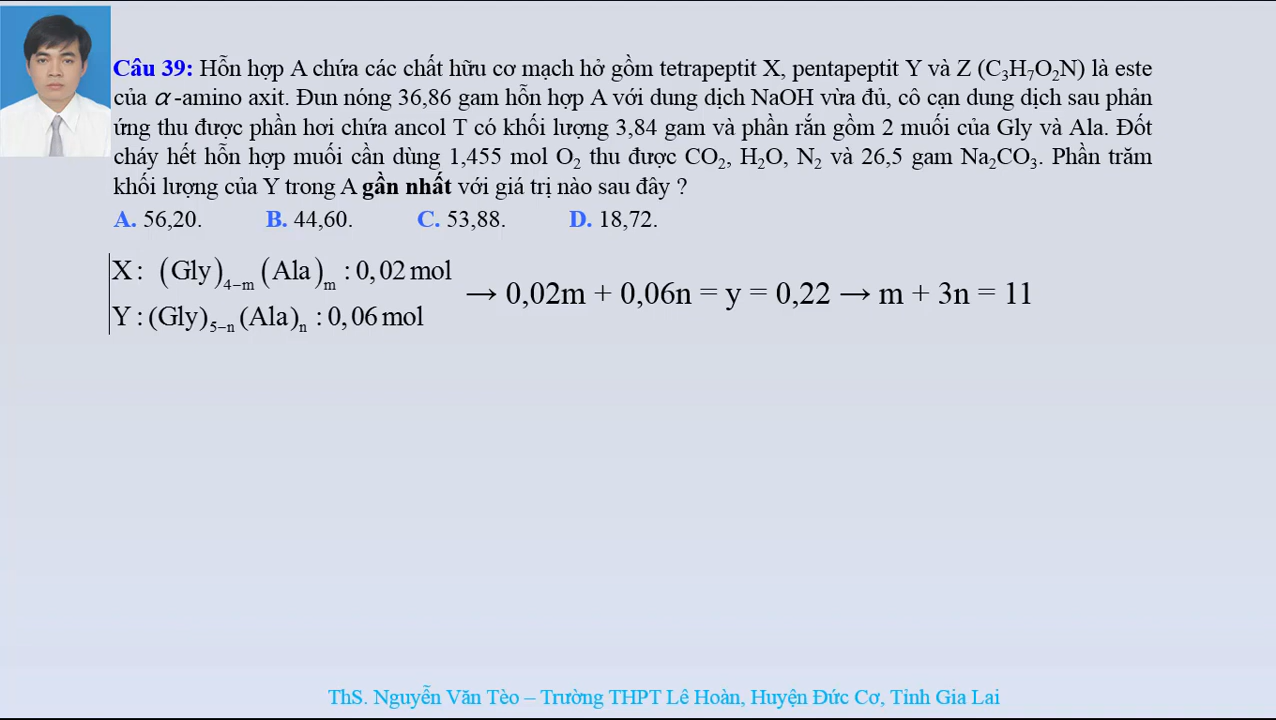 Câu 39: Hỗn hợp A chứa các chất hữu cơ mạch hở gồm tetrapeptit X, pentapeptit Y và Z (C₃H₇O₂N) là este
của α -amino axit. Đun nóng 36,86 gam hỗn hợp A với dung dịch NaOH vừa đủ, cô cạn dung dịch sau phản
ứng thu được phần hơi chứa ancol T có khối lượng 3,84 gam và phần rắn gồm 2 muối của Gly và Ala. Đốt
cháy hết hỗn hợp muối cần dùng 1,455 mol O₂ thu được CO₂, H₂O, N₂ và 26,5 gam Na₂CO₃. Phần trăm
khối lượng của Y trong A gần nhất với giá trị nào sau đây ?
A. 56,20. B. 44,60. C. 53,88. D. 18,72.
X : (Gly)₄₋ₘ (Ala)ₘ : 0,02 mol
Y : (Gly)₅₋ₙ (Ala)ₙ : 0,06 mol
→ 0,02m + 0,06n = y = 0,22 → m + 3n = 11
ThS. Nguyễn Văn Tèo – Trường THPT Lê Hoàn, Huyện Đức Cơ, Tỉnh Gia Lai